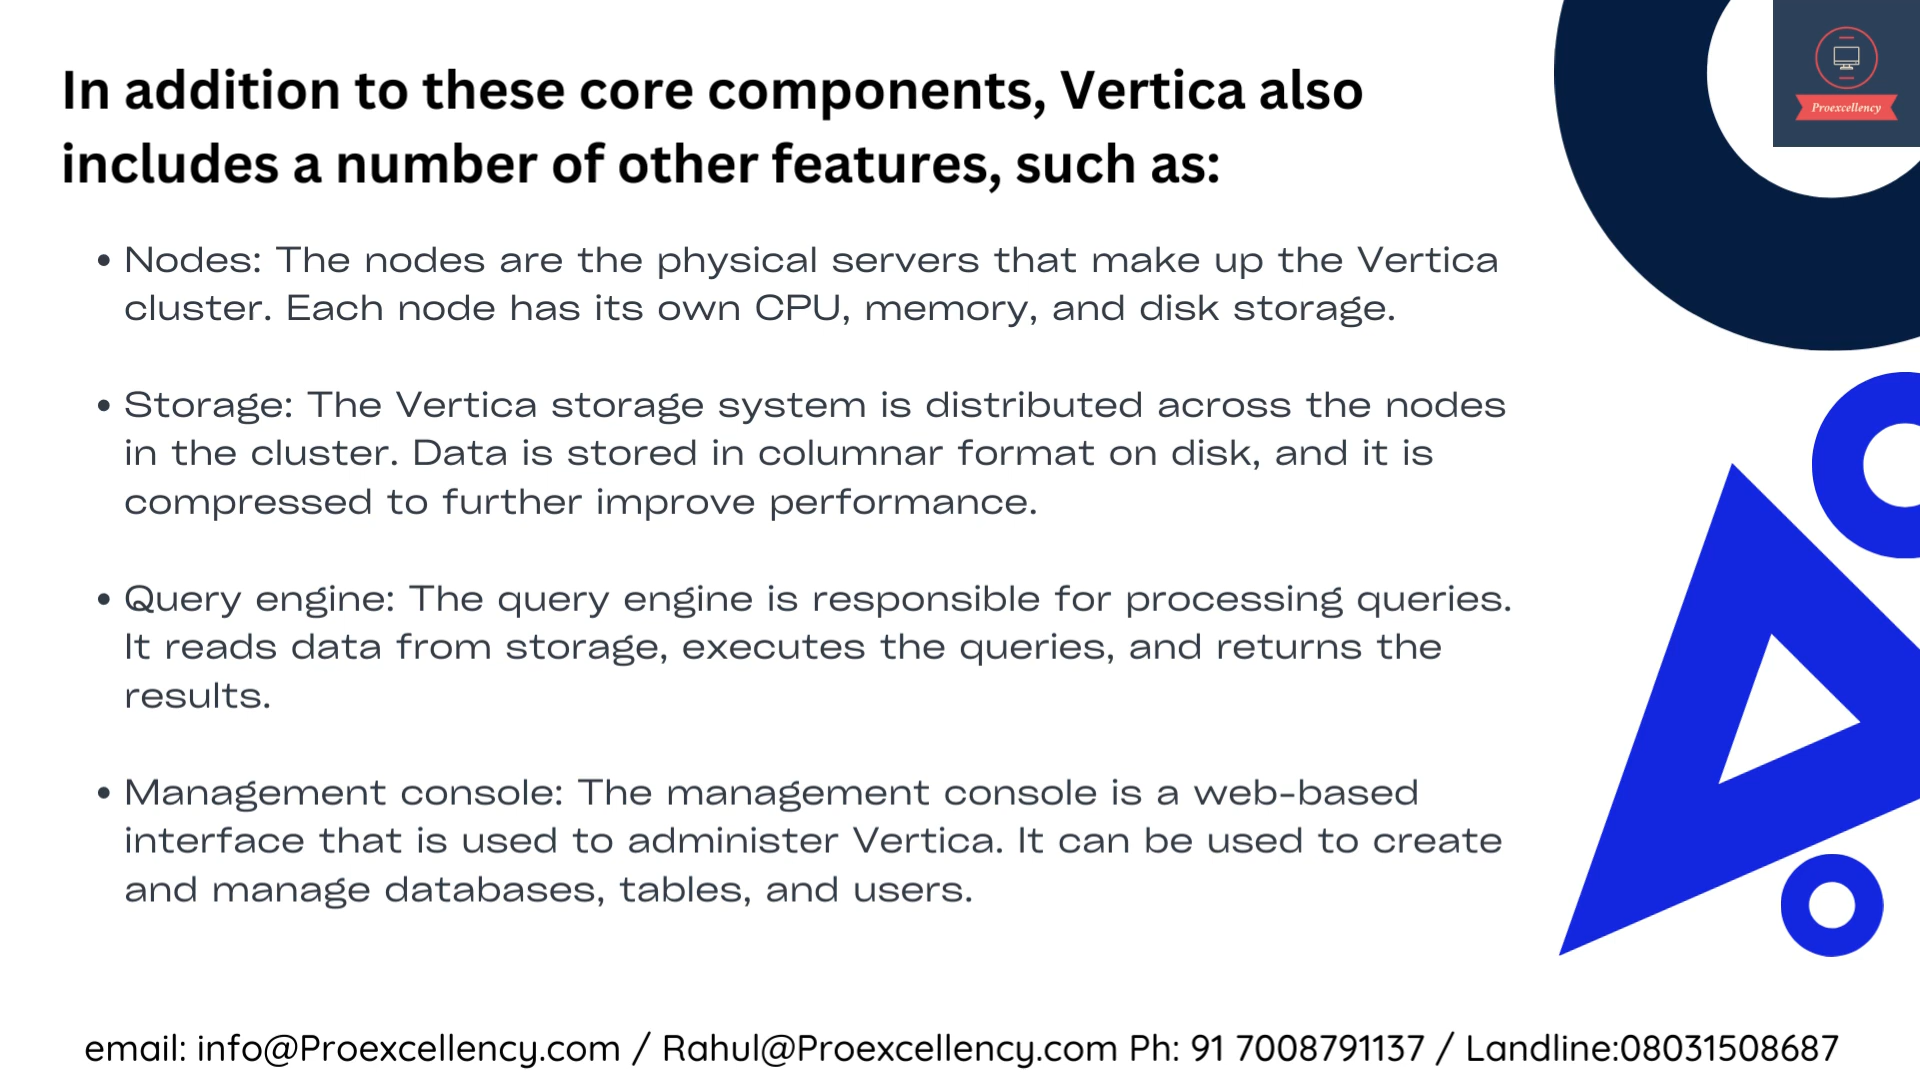 In addition to these core components, Vertica also
includes a number of other features, such as:
Proexcellency
• Nodes: The nodes are the physical servers that make up the Vertica
cluster. Each node has its own CPU, memory, and disk storage.
• Storage: The Vertica storage system is distributed across the nodes
in the cluster. Data is stored in columnar format on disk, and it is
compressed to further improve performance.
• Query engine: The query engine is responsible for processing queries.
It reads data from storage, executes the queries, and returns the
results.
• Management console: The management console is a web-based
interface that is used to administer Vertica. It can be used to create
and manage databases, tables, and users.
email: info@Proexcellency.com / Rahul@Proexcellency.com Ph: 91 7008791137 / Landline:08031508687